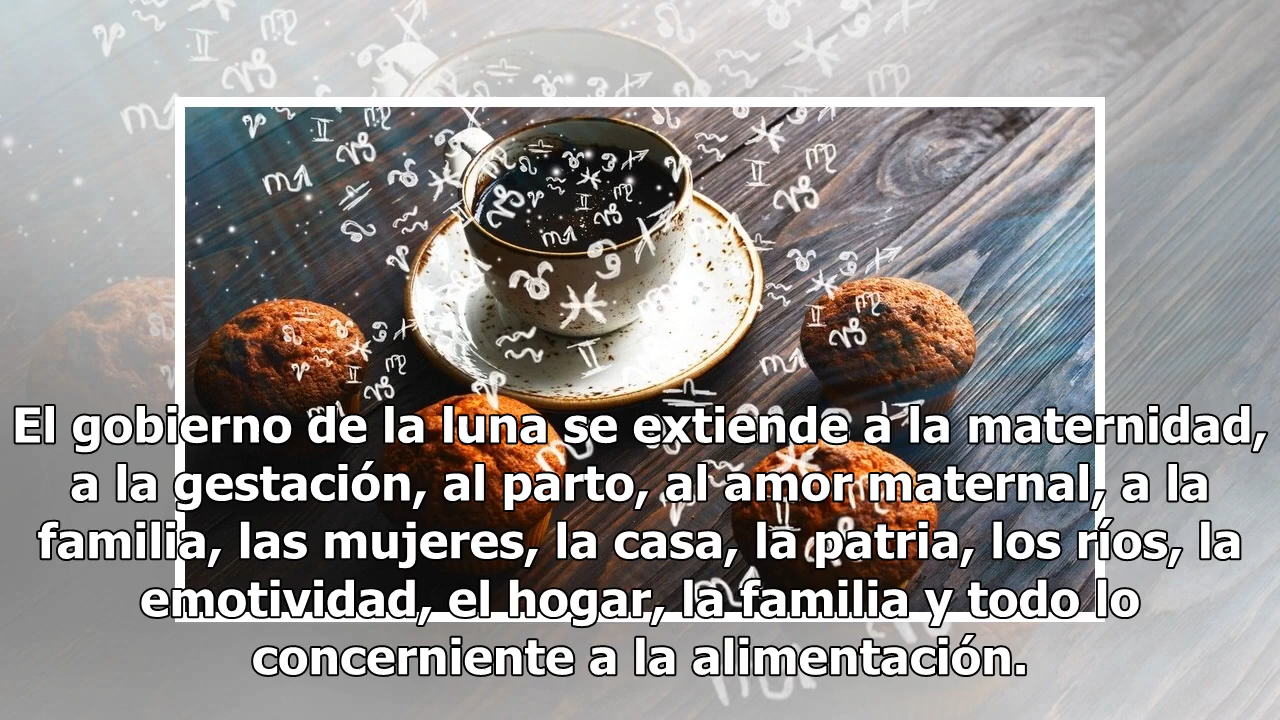 El gobierno de la luna se extiende a la maternidad,
a la gestación, al parto, al amor maternal, a la
familia, las mujeres, la casa, la patria, los ríos, la
emotividad, el hogar, la familia y todo lo
concerniente a la alimentación.